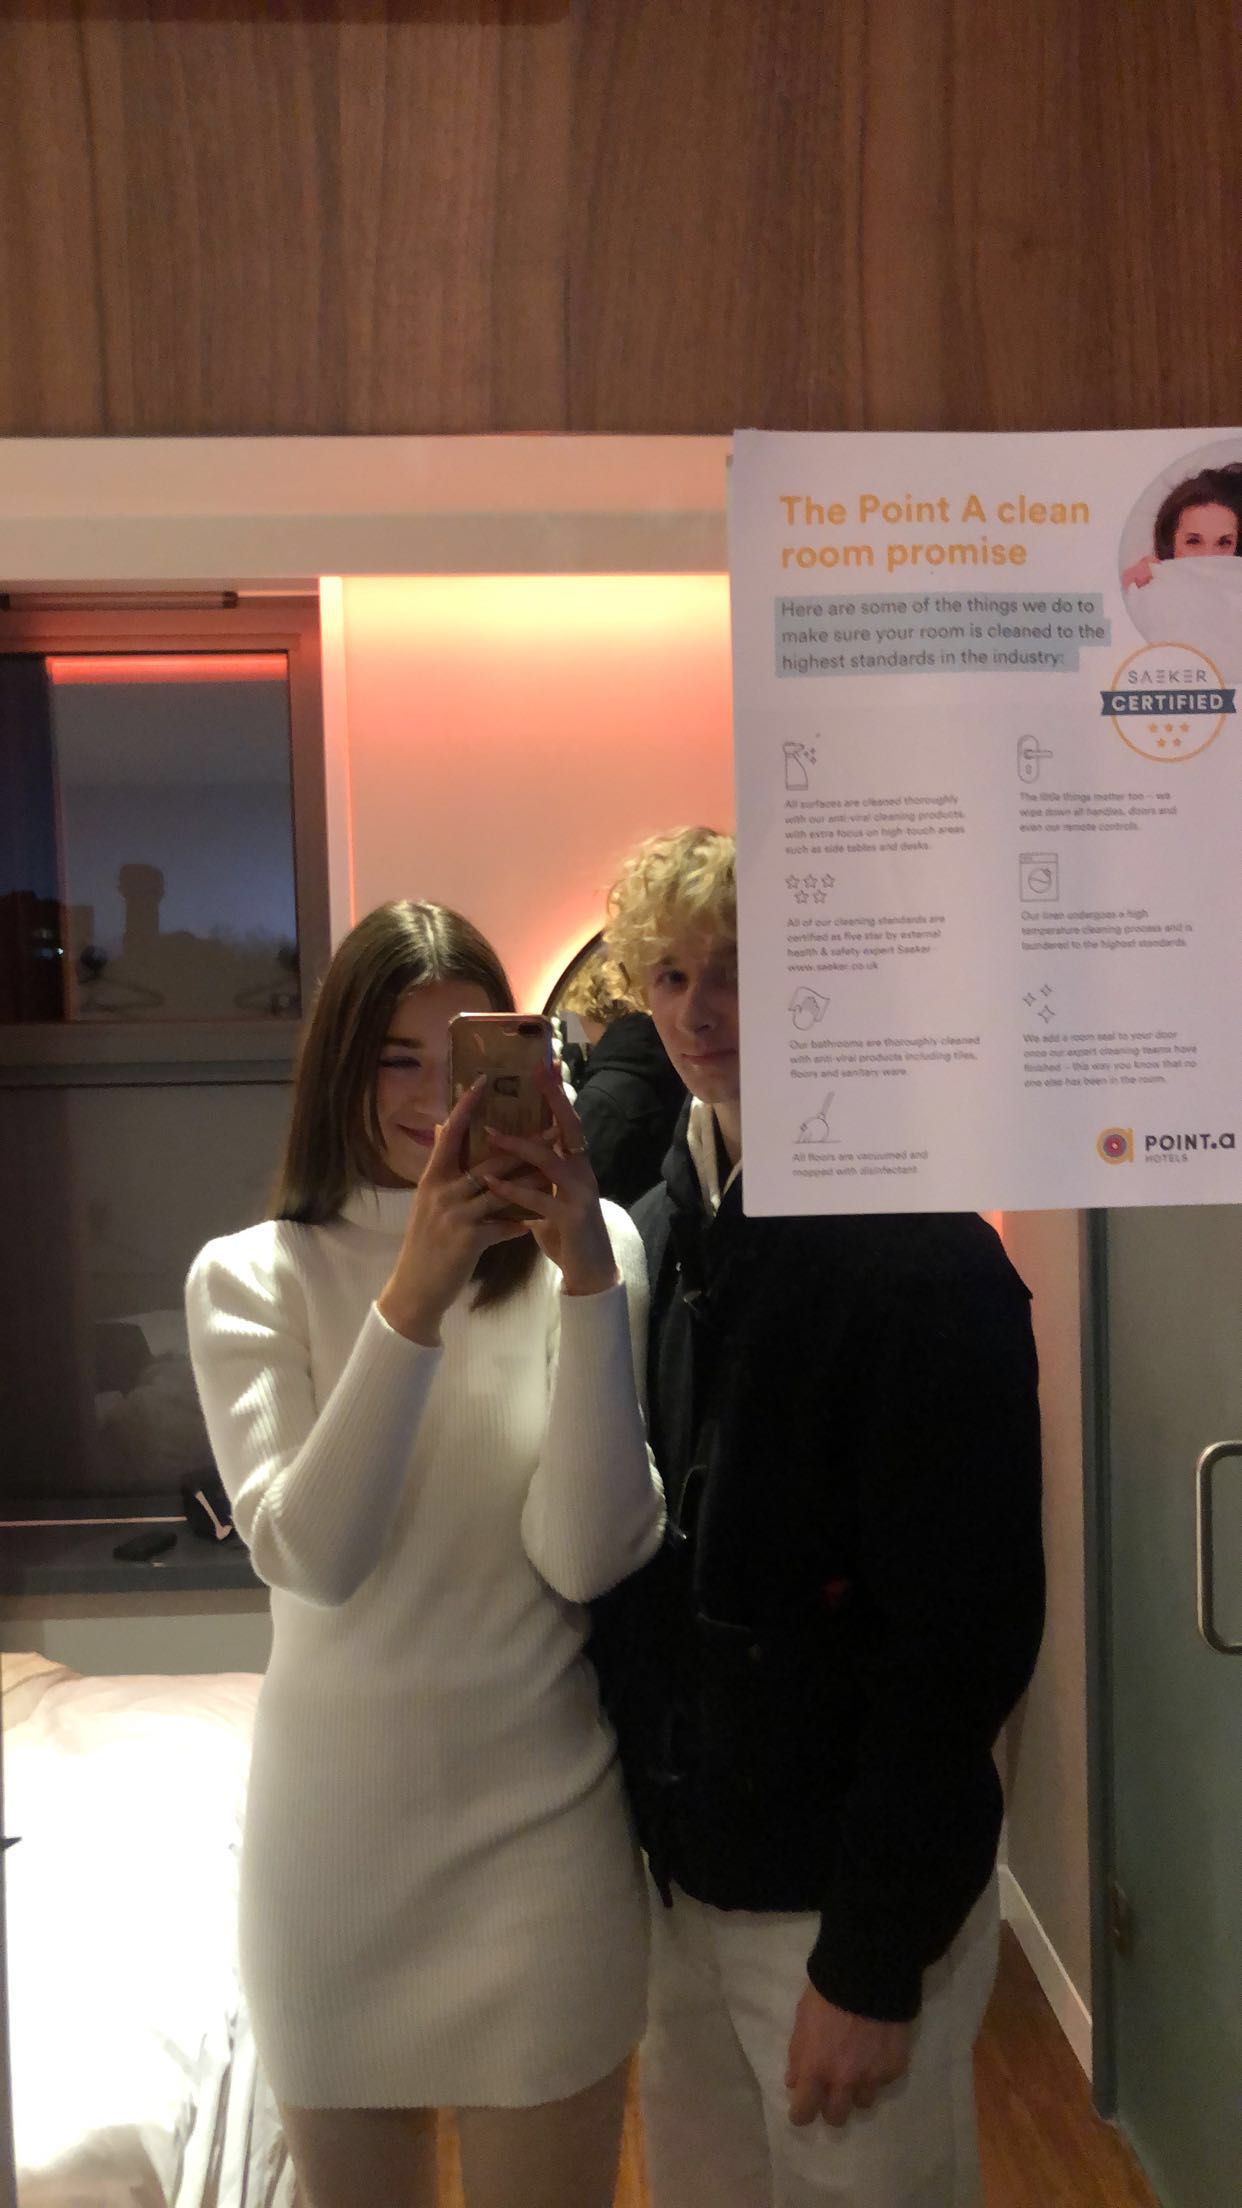 The Point A clean
room promise
Here are some of the things we do to
make sure your room is cleaned to the
highest standards in the industry:
SAEKER
CERTIFIED
All surfaces are cleaned thoroughly
with our anti-viral cleaning products
with extra focus on high-touch areas
such as side tables and desks.
The little things matter too - we
wipe down all handles, doors and
even our remote controls.
All of our cleaning standards are
certified as five star by external
health & safety expert Saeker
www.saeker.co.uk
Our linen undergoes a high
temperature cleaning process and is
laundered to the highest standards.
Our bathrooms are thoroughly cleaned
with anti-viral products including tiles,
floors and sanitary ware.
We add a room seal to your door
once our expert cleaning teams have
finished - this way you know that no
one else has been in the room.
All floors are vacuumed and
mopped with disinfectant.
POINT.a
HOTELS